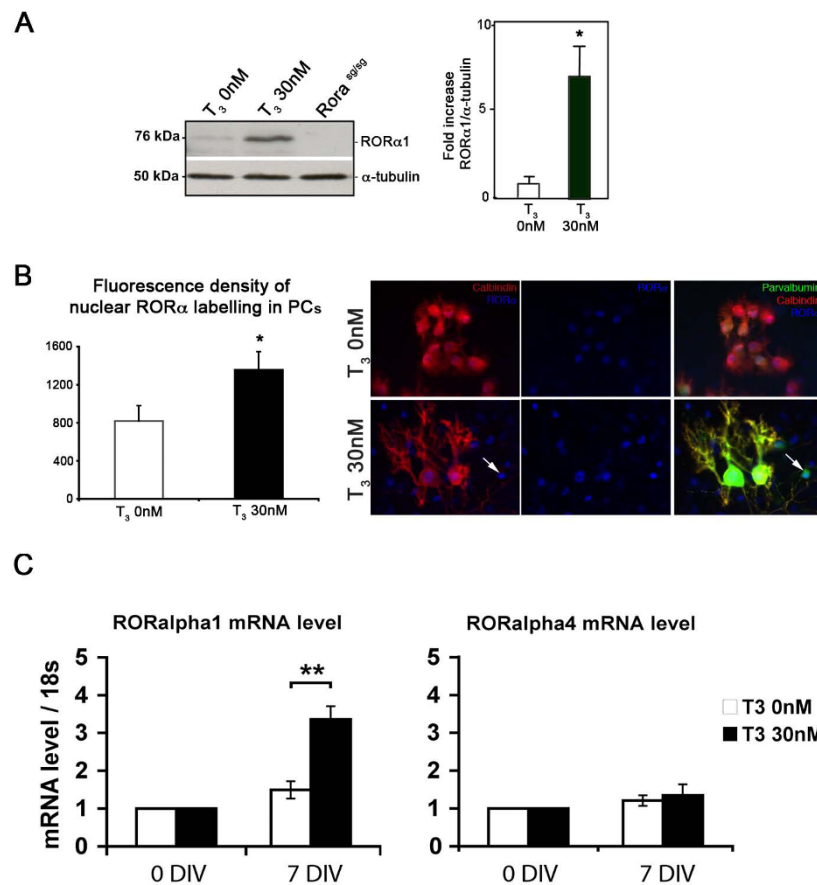 A
T3 0nM
T3 30nM
Rora sg/sg
76 kDa
RORα1
50 kDa
α-tubulin
Fold increase
RORα1/α-tubulin
10
5
0
*
T3
0nM
T3
30nM
B
Fluorescence density of
nuclear RORα labelling in PCs
1600
1200
800
400
0
*
T3 0nM
T3 30nM
T3 0nM
T3 30nM
Calbindin
RORα
RORα
Parvalbumin
Calbindin
C
RORalpha1 mRNA level
mRNA level / 18s
5
4
3
2
1
0
**
0 DIV
7 DIV
RORalpha4 mRNA level
5
4
3
2
1
0
0 DIV
7 DIV
T3 0nM
T3 30nM